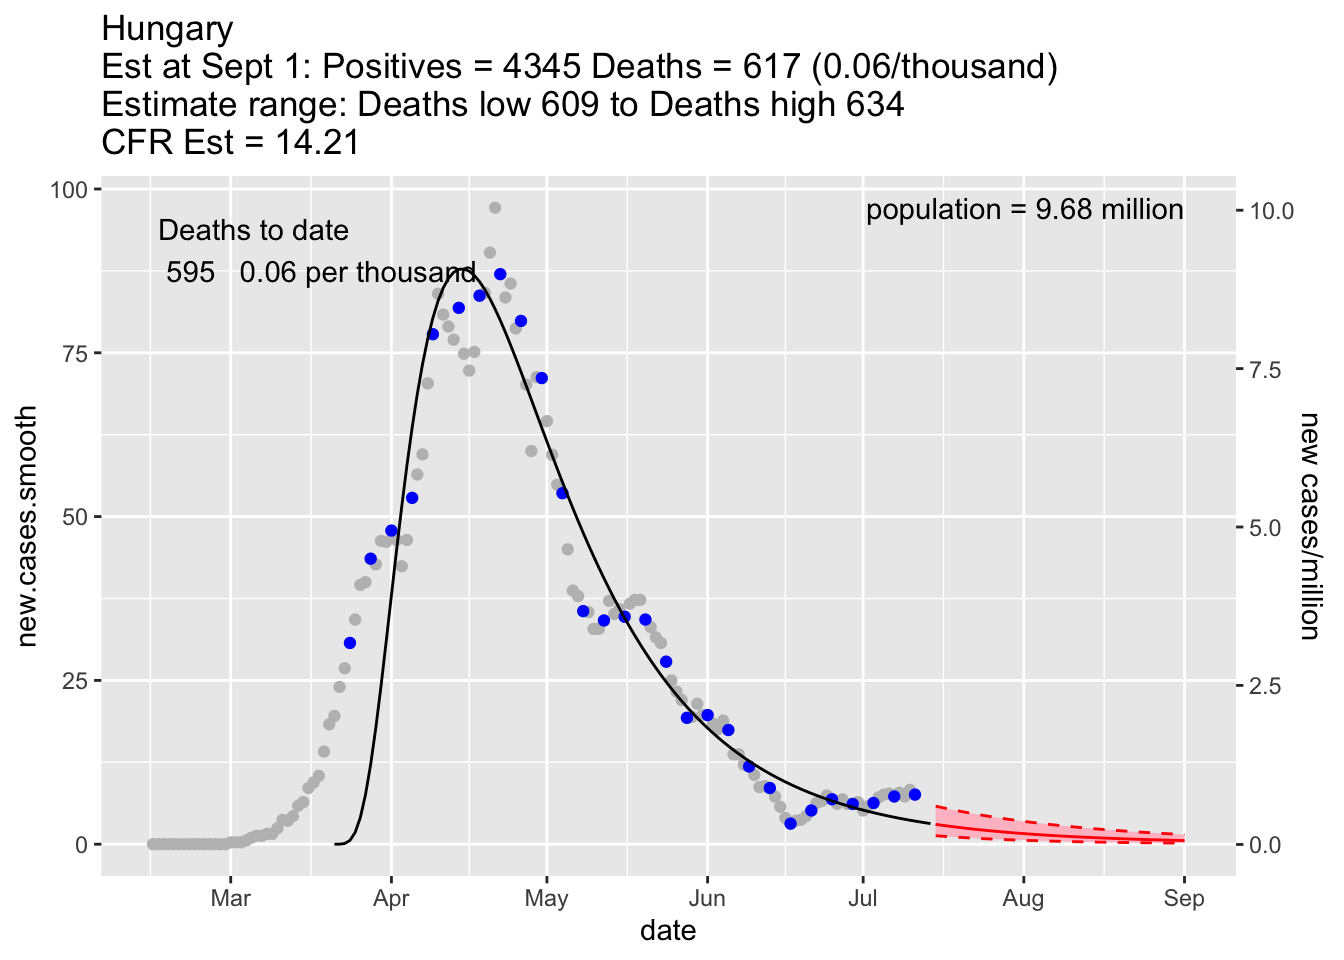 Hungary
Est at Sept 1: Positives = 4345 Deaths = 617 (0.06/thousand)
Estimate range: Deaths low 609 to Deaths high 634
CFR Est = 14.21
Deaths to date
595 0.06 per thousand
population = 9.68 million
100
75
50
25
0
new.cases.smooth
10.0
7.5
5.0
2.5
0.0
new cases/million
Mar Apr May Jun Jul Aug Sep
date